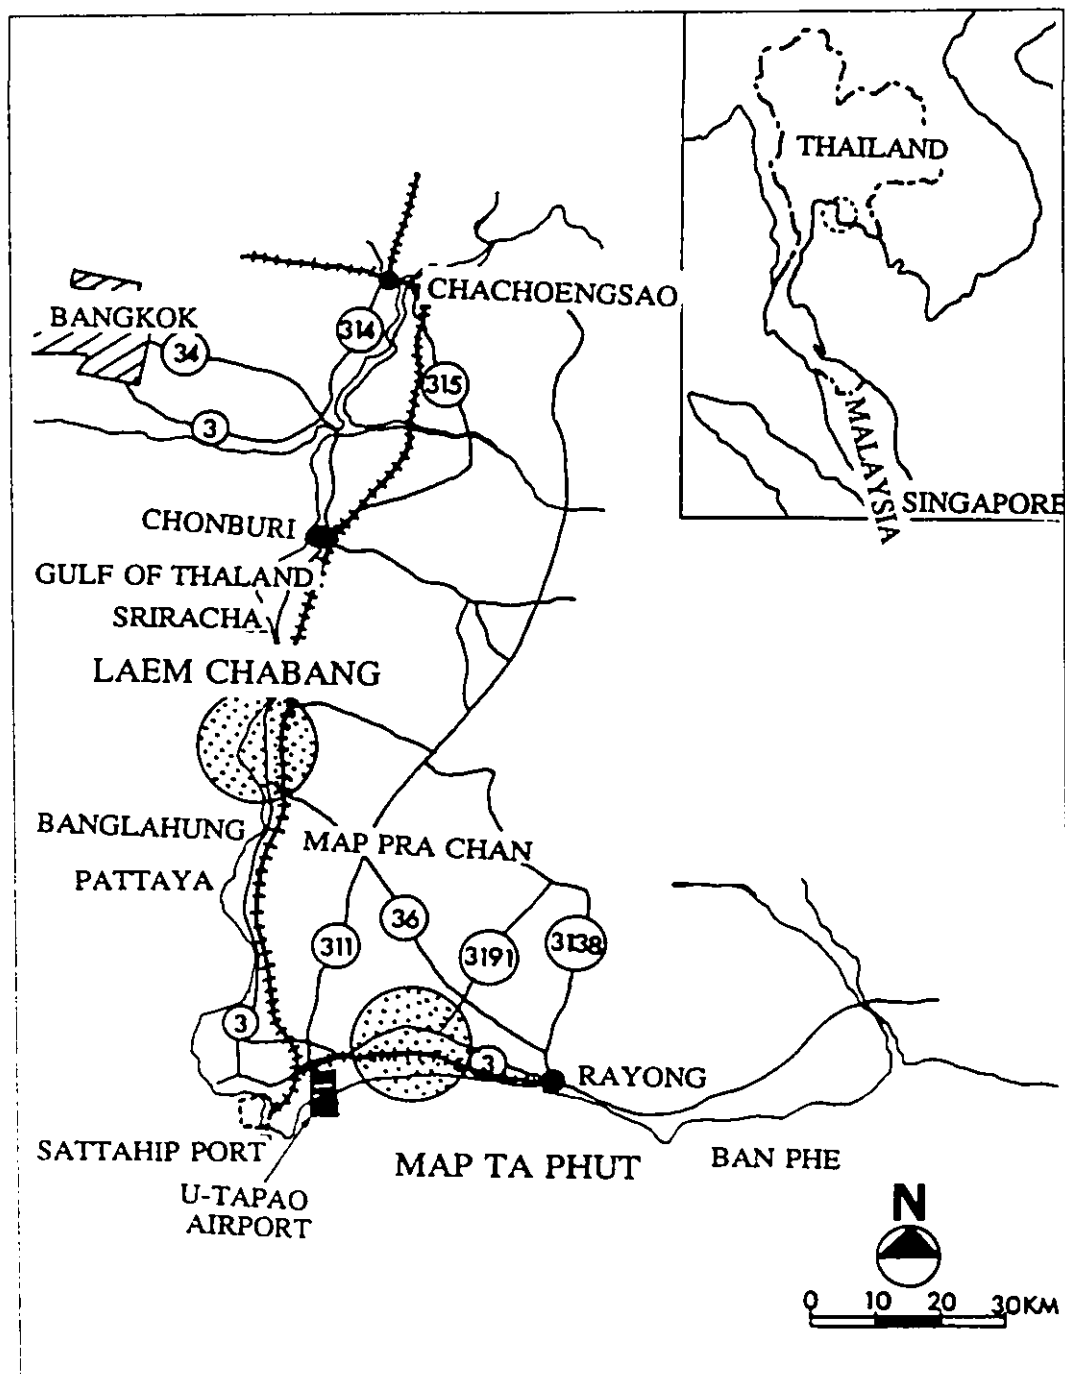 THAILAND
MALAYSIA
SINGAPORE
CHACHOENGSAO
BANGKOK
314
34
315
3
CHONBURI
GULF OF THALAND
SRIRACHA
LAEM CHABANG
BANGLAHUNG
MAP PRA CHAN
PATTAYA
36
311
3191
3138
3
3
RAYONG
SATTAHIP PORT
MAP TA PHUT
BAN PHE
U-TAPAO
AIRPORT
N
0 10 20 30KM